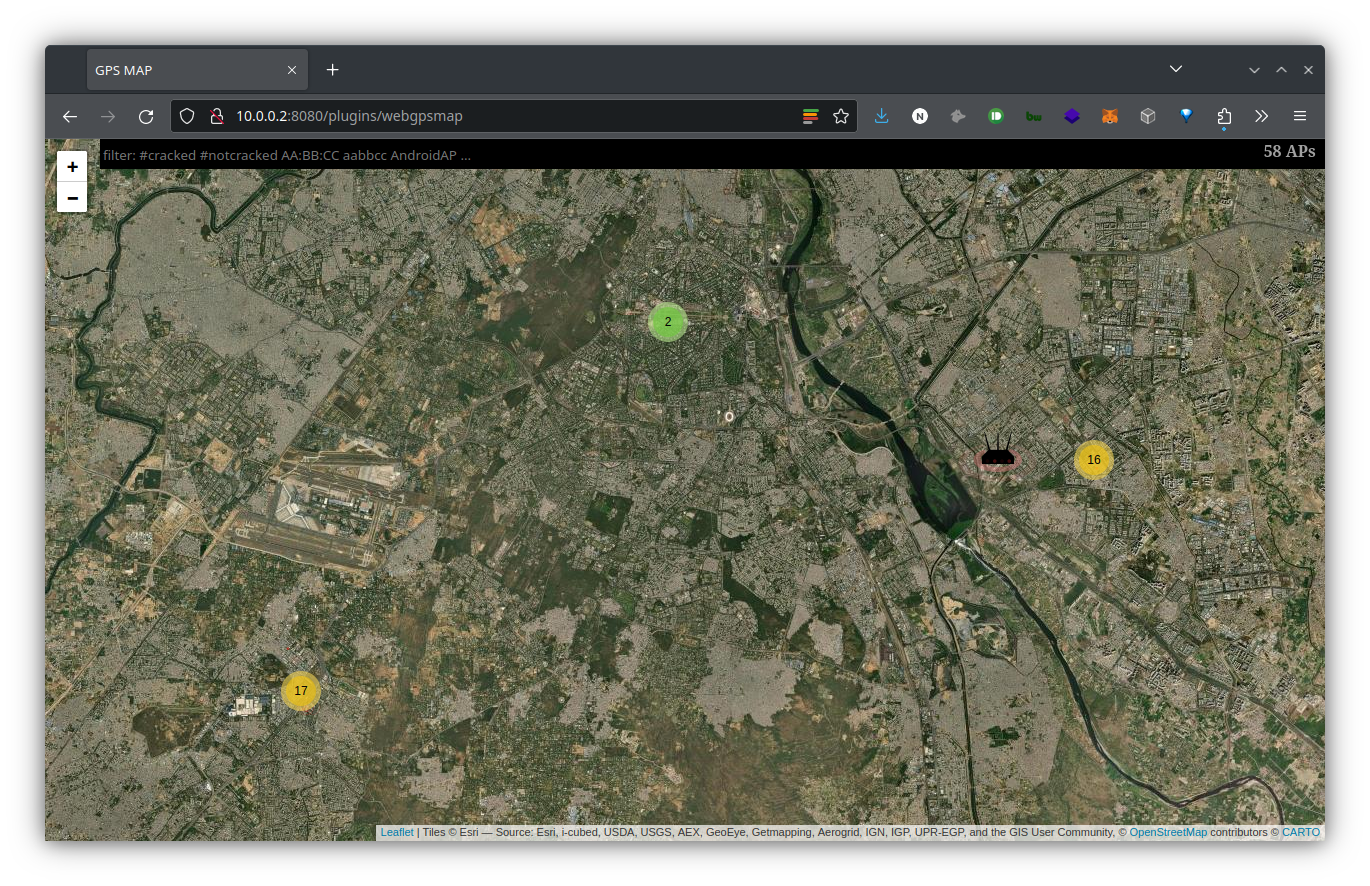 GPS MAP
10.0.0.2:8080/plugins/webgpsmap
N
ID
bw
+
filter: #cracked #notcracked AA:BB:CC aabbcc AndroidAP ...
58 APs
−
2
16
17
Leaflet | Tiles © Esri — Source: Esri, i-cubed, USDA, USGS, AEX, GeoEye, Getmapping, Aerogrid, IGN, IGP, UPR-EGP, and the GIS User Community, © OpenStreetMap contributors © CARTO